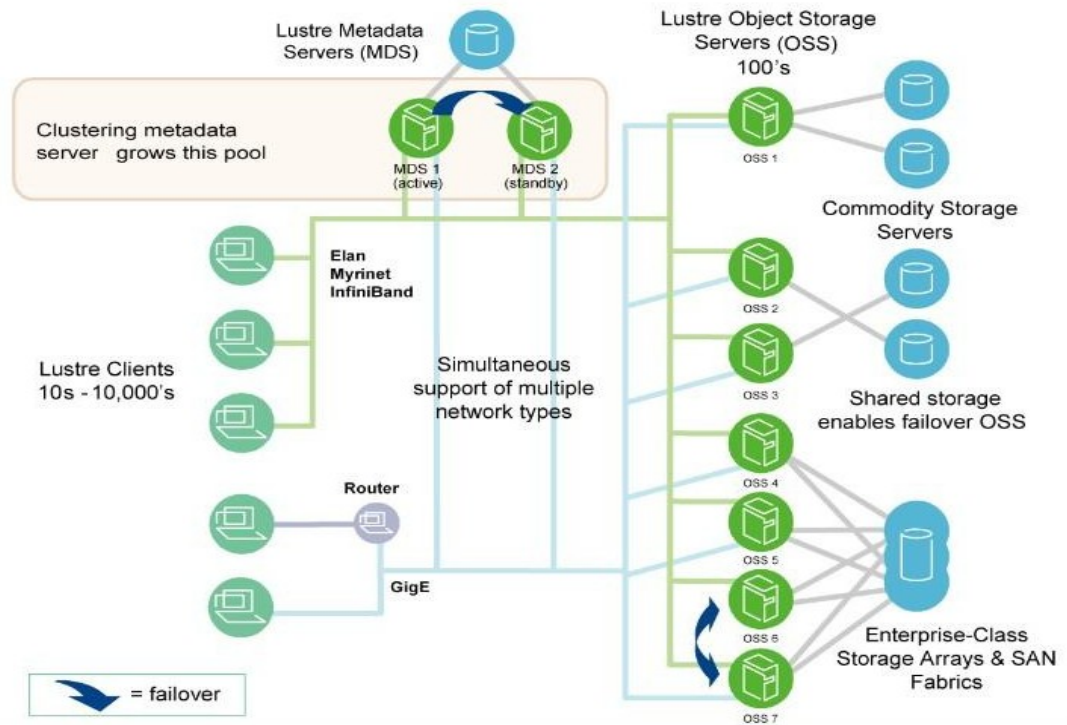 Lustre Metadata
Servers (MDS)
Lustre Object Storage
Servers (OSS)
100's
Clustering metadata
server grows this pool
MDS 1
(active)
MDS 2
(standby)
OSS 1
Commodity Storage
Servers
Elan
Myrinet
InfiniBand
OSS 2
Lustre Clients
10s - 10,000's
Simultaneous
support of multiple
network types
OSS 3
Shared storage
enables failover OSS
OSS 4
Router
OSS 5
GigE
OSS 6
Enterprise-Class
Storage Arrays & SAN
Fabrics
= failover
OSS 7